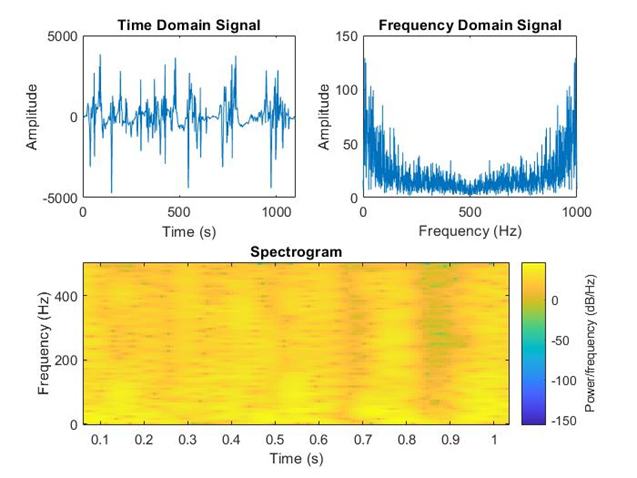 Time Domain Signal
5000
0
-5000
Amplitude
0 500 1000
Time (s)
Frequency Domain Signal
150
100
50
0
Amplitude
0 500 1000
Frequency (Hz)
Spectrogram
400
200
0
Frequency (Hz)
0.1 0.2 0.3 0.4 0.5 0.6 0.7 0.8 0.9 1
Time (s)
0
-50
-100
-150
Power/frequency (dB/Hz)